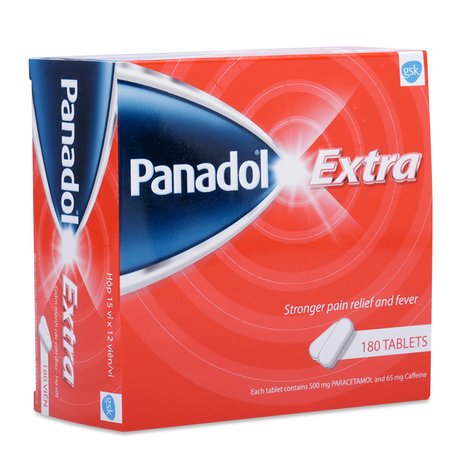 gsk
Panadol Extra
Stronger pain relief and fever
180 TABLETS
Each tablet contains 500 mg PARACETAMOL and 65 mg Caffeine
Panadol
Extra
Hộp 15 vỉ x 12 viên/vỉ
180 VIÊN
gsk